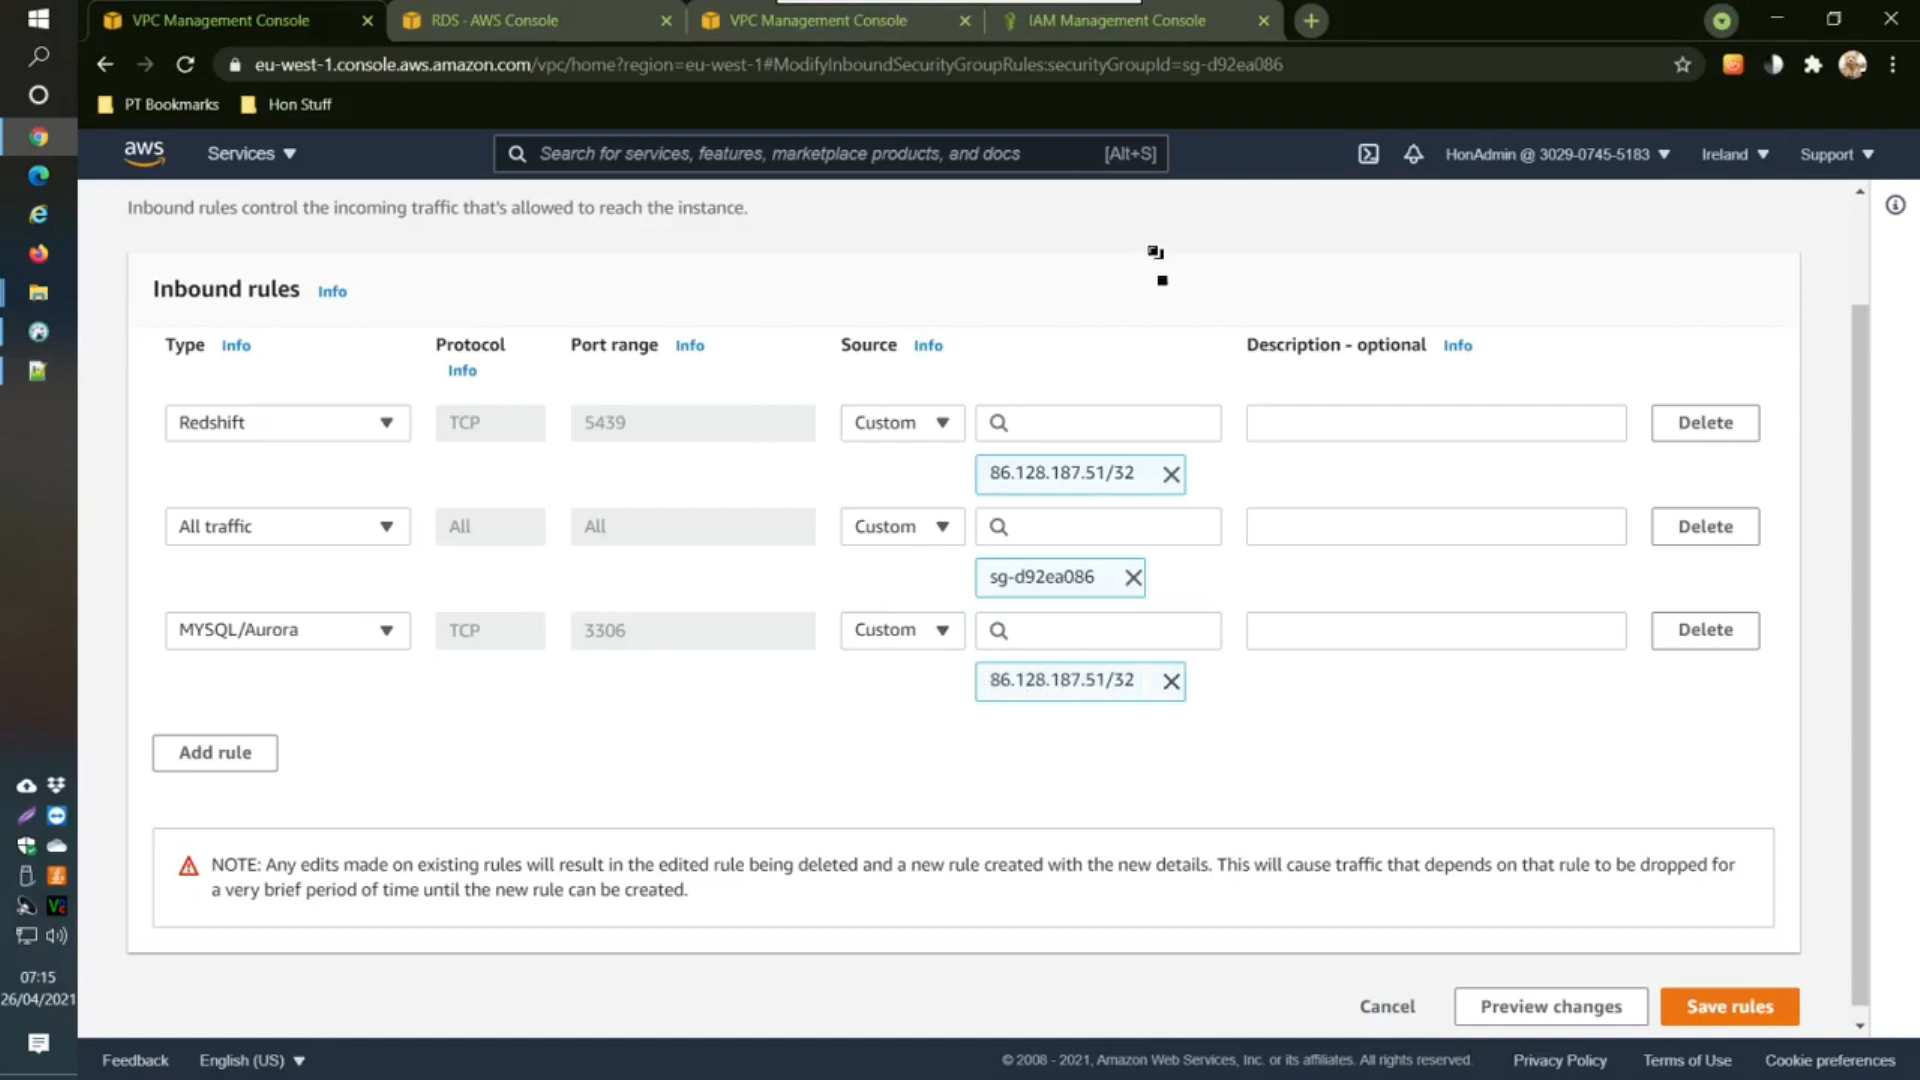 VPC Management Console
RDS · AWS Console
VPC Management Console
IAM Management Console
eu-west-1.console.aws.amazon.com/vpc/home?region=eu-west-1#ModifyInboundSecurityGroupRules:securityGroupId=sg-d92ea086
PT Bookmarks
Hon Stuff
aws
Services
Search for services, features, marketplace products, and docs
[Alt+S]
HonAdmin @ 3029-0745-5183
Ireland
Support
Inbound rules control the incoming traffic that's allowed to reach the instance.
Inbound rules Info
Type Info
Protocol
Info
Port range Info
Source Info
Description - optional Info
Redshift
TCP
5439
Custom
Delete
86.128.187.51/32
All traffic
All
All
Custom
Delete
sg-d92ea086
MYSQL/Aurora
TCP
3306
Custom
Delete
86.128.187.51/32
Add rule
NOTE: Any edits made on existing rules will result in the edited rule being deleted and a new rule created with the new details. This will cause traffic that depends on that rule to be dropped for
a very brief period of time until the new rule can be created.
07:15
26/04/2021
Cancel
Preview changes
Save rules
Feedback
English (US)
© 2008 - 2021, Amazon Web Services, Inc. or its affiliates. All rights reserved.
Privacy Policy
Terms of Use
Cookie preferences